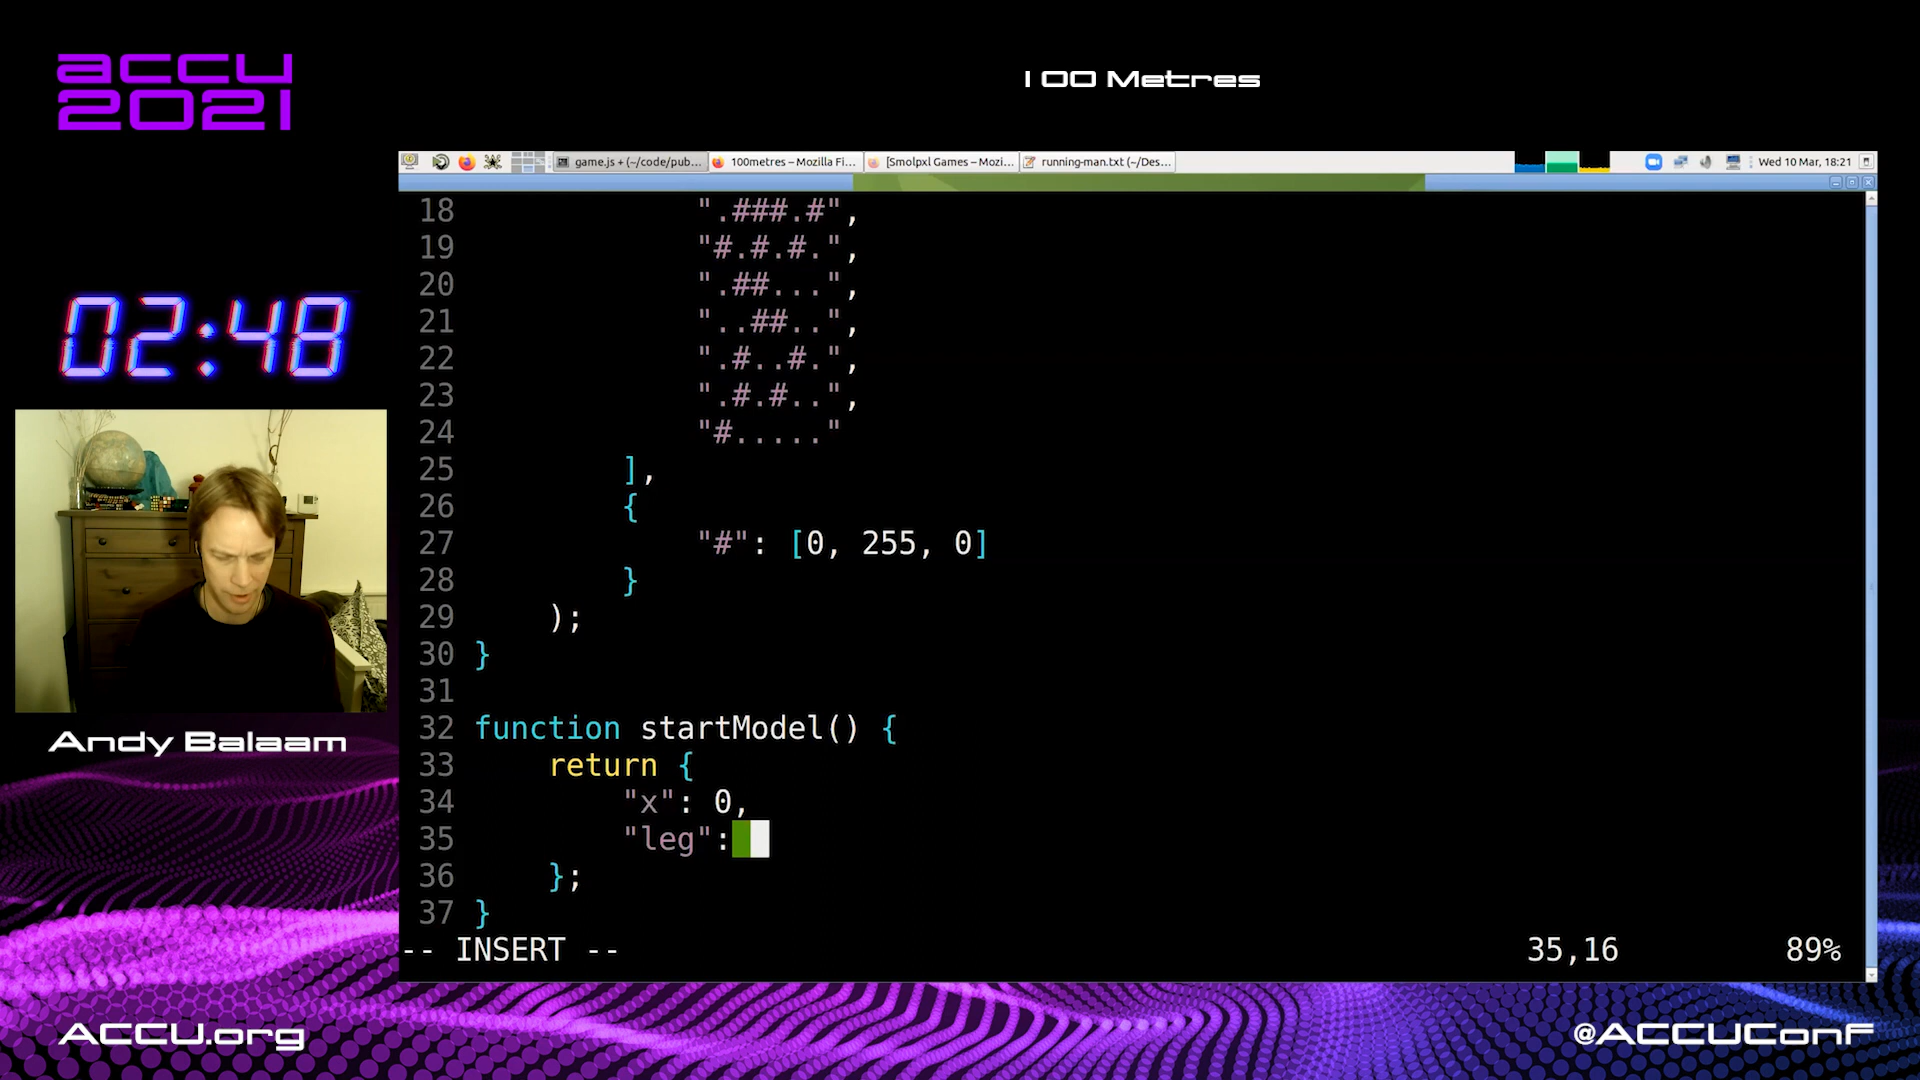 accu
2021
100 Metres
game.js + (~/code/pub...
100metres – Mozilla Fi...
[Smolpxl Games – Mozi...
running-man.txt (~/Des...
Wed 10 Mar, 18:21
02:48
18 ".###.#",
19 "#.#.#.",
20 ".##...",
21 "..##..",
22 ".#..#.",
23 ".#.#..",
24 "#....."
25 ],
26 {
27 "#": [0, 255, 0]
28 }
29 );
30 }
31
32 function startModel() {
33 return {
34 "x": 0,
35 "leg":
36 };
37 }
-- INSERT -- 35,16 89%
Andy Balaam
ACCU.org
@ACCUConf